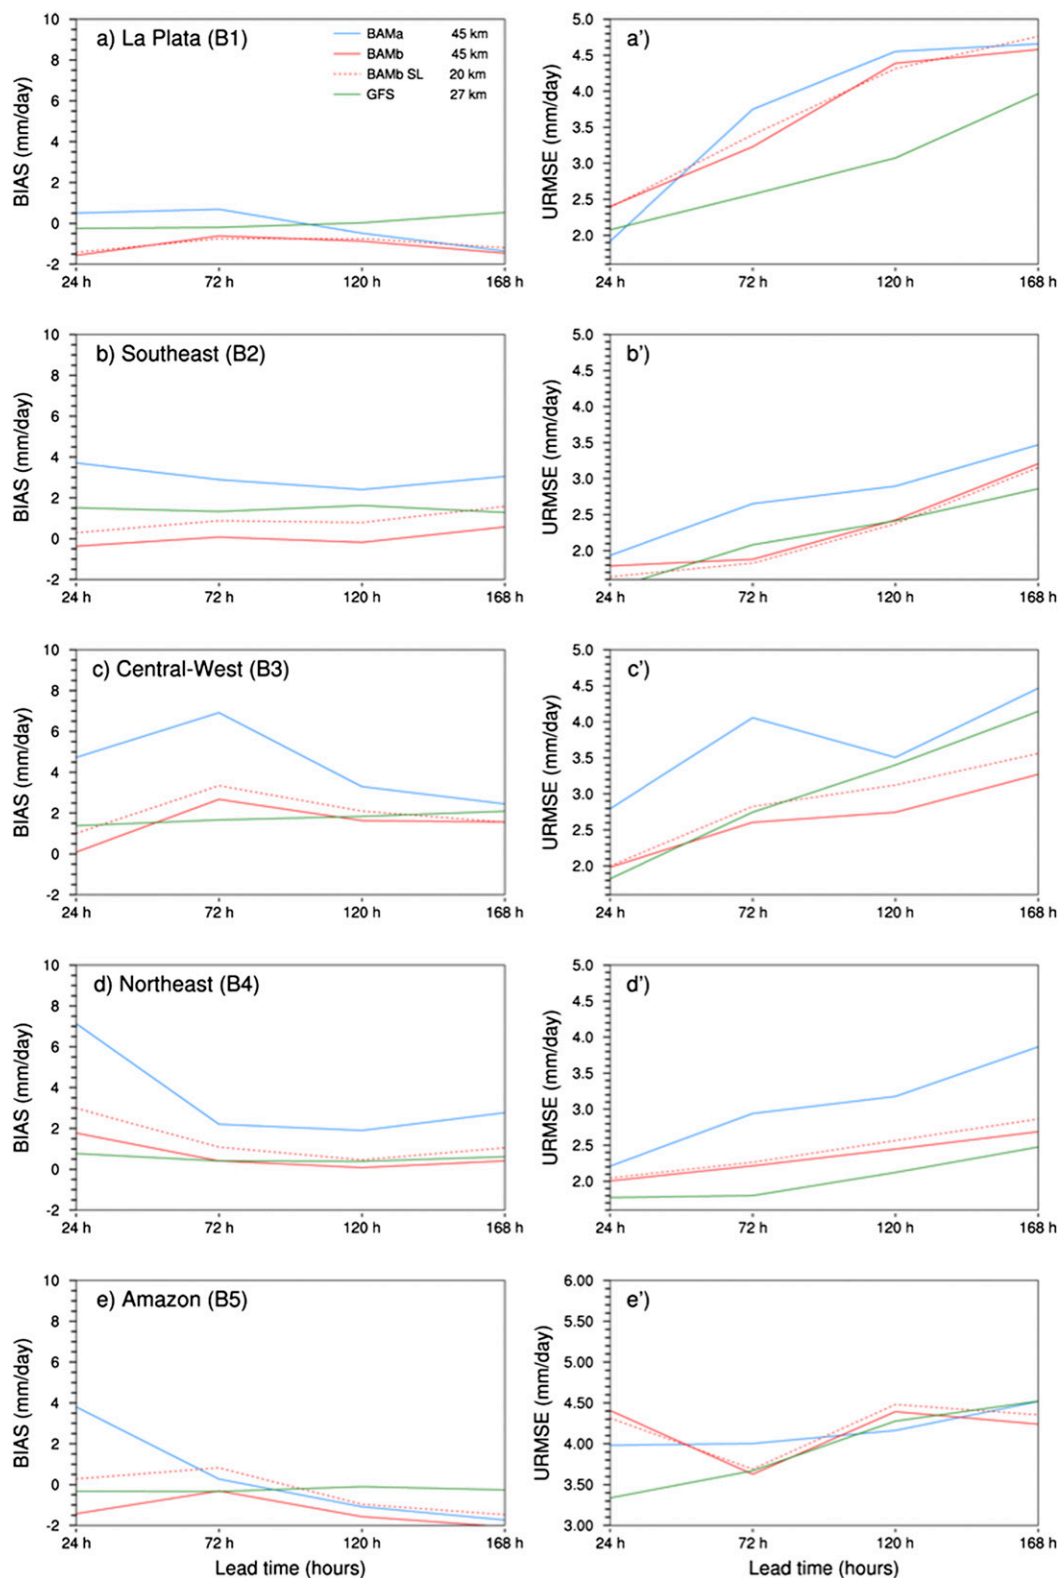 a) La Plata (B1)
BAMa 45 km
BAMb 45 km
BAMb SL 20 km
GFS 27 km
BIAS (mm/day)
10
8
6
4
2
0
-2
24 h 72 h 120 h 168 h
a')
URMSE (mm/day)
5.0
4.5
4.0
3.5
3.0
2.5
2.0
24 h 72 h 120 h 168 h
b) Southeast (B2)
BIAS (mm/day)
10
8
6
4
2
0
-2
24 h 72 h 120 h 168 h
b')
URMSE (mm/day)
5.0
4.5
4.0
3.5
3.0
2.5
2.0
24 h 72 h 120 h 168 h
c) Central-West (B3)
BIAS (mm/day)
10
8
6
4
2
0
-2
24 h 72 h 120 h 168 h
c')
URMSE (mm/day)
5.0
4.5
4.0
3.5
3.0
2.5
2.0
24 h 72 h 120 h 168 h
d) Northeast (B4)
BIAS (mm/day)
10
8
6
4
2
0
-2
24 h 72 h 120 h 168 h
d')
URMSE (mm/day)
5.0
4.5
4.0
3.5
3.0
2.5
2.0
24 h 72 h 120 h 168 h
e) Amazon (B5)
BIAS (mm/day)
10
8
6
4
2
0
-2
24 h 72 h 120 h 168 h
Lead time (hours)
e')
URMSE (mm/day)
6.00
5.50
5.00
4.50
4.00
3.50
3.00
24 h 72 h 120 h 168 h
Lead time (hours)